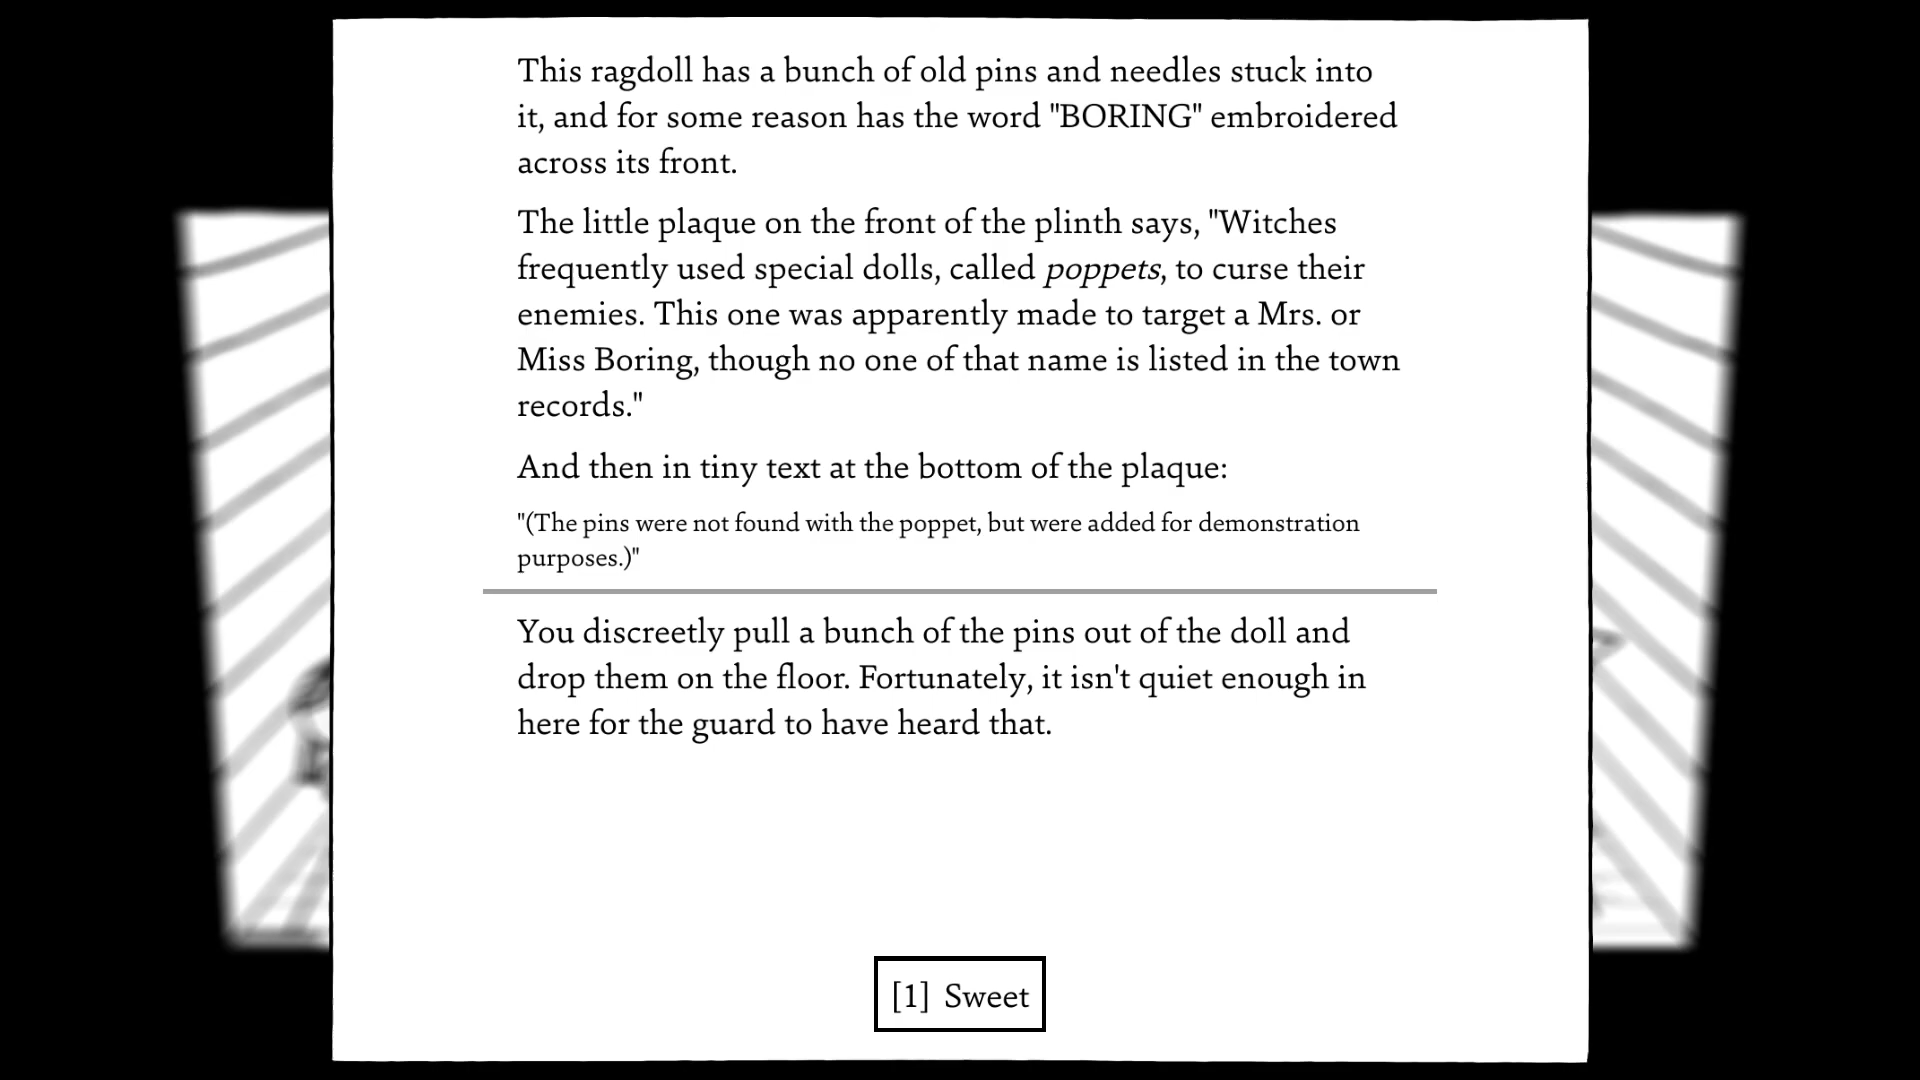 This ragdoll has a bunch of old pins and needles stuck into
it, and for some reason has the word "BORING" embroidered
across its front.
The little plaque on the front of the plinth says, "Witches
frequently used special dolls, called poppets, to curse their
enemies. This one was apparently made to target a Mrs. or
Miss Boring, though no one of that name is listed in the town
records."
And then in tiny text at the bottom of the plaque:
"(The pins were not found with the poppet, but were added for demonstration
purposes.)"
You discreetly pull a bunch of the pins out of the doll and
drop them on the floor. Fortunately, it isn't quiet enough in
here for the guard to have heard that.
[1] Sweet